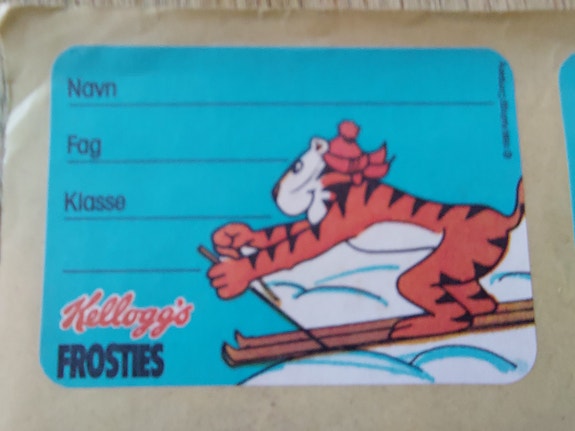 Navn
Fag
Klasse
Kellogg's
FROSTIES